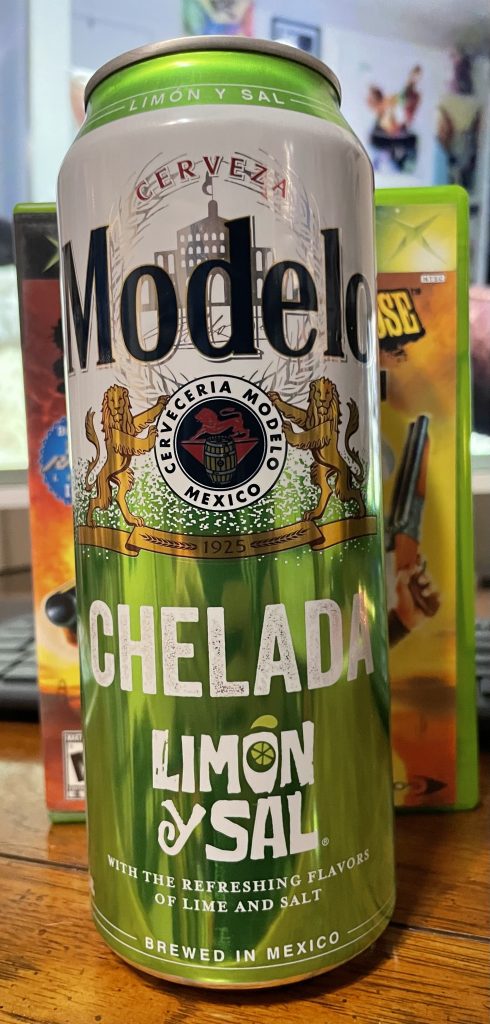 LIMÓN Y SAL
CERVEZA
Modelo
CERVECERIA MODELO
MEXICO
1925
CHELADA
LIMÓN
y SAL®
WITH THE REFRESHING FLAVORS
OF LIME AND SALT
BREWED IN MEXICO
NTSC